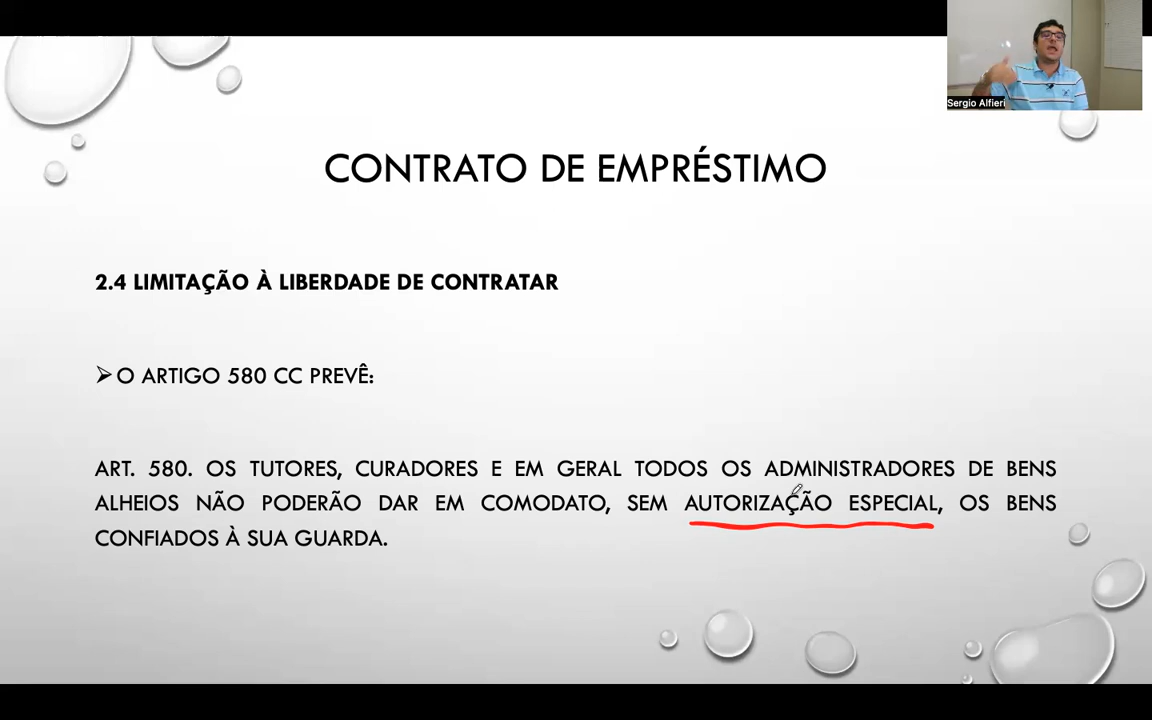 Sergio Alfieri
CONTRATO DE EMPRÉSTIMO
2.4 LIMITAÇÃO À LIBERDADE DE CONTRATAR
O ARTIGO 580 CC PREVÊ:
ART. 580. OS TUTORES, CURADORES E EM GERAL TODOS OS ADMINISTRADORES DE BENS
ALHEIOS NÃO PODERÃO DAR EM COMODATO, SEM AUTORIZAÇÃO ESPECIAL, OS BENS
CONFIADOS À SUA GUARDA.